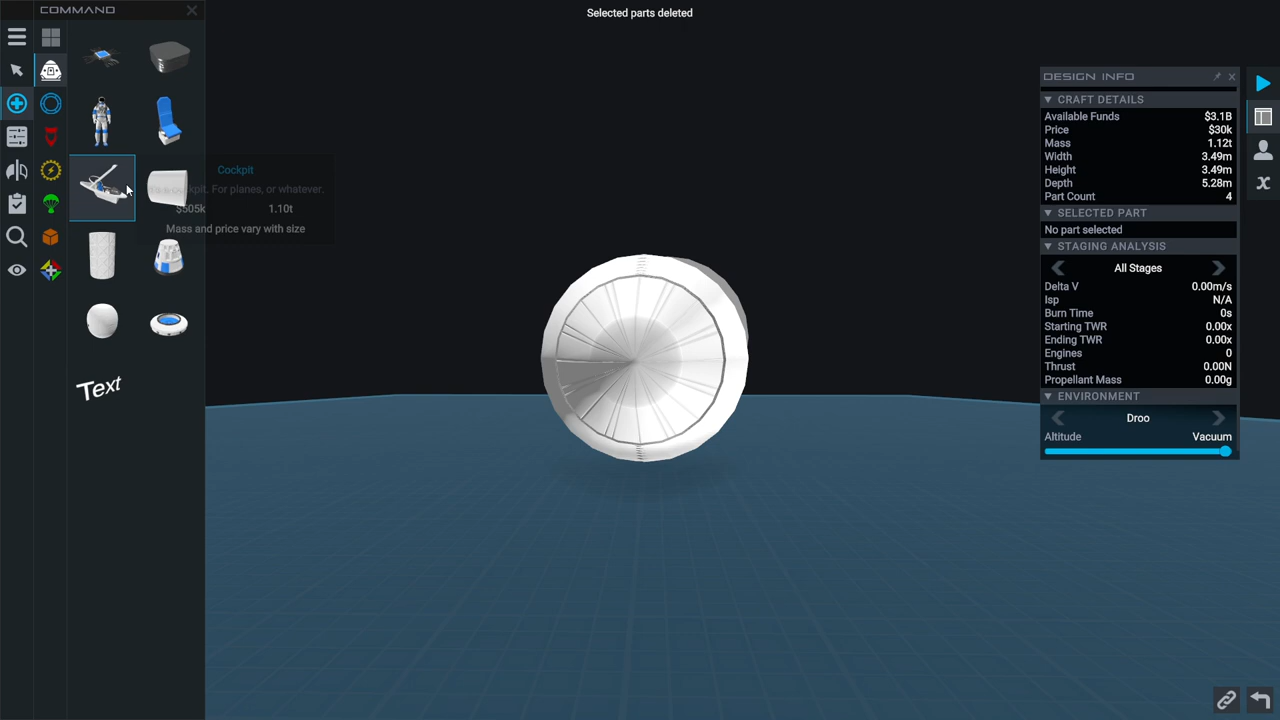 COMMAND
Selected parts deleted
Cockpit
cockpit. For planes, or whatever.
$505k 1.10t
Mass and price vary with size
Text
DESIGN INFO
CRAFT DETAILS
Available Funds $3.1B
Price $30k
Mass 1.12t
Width 3.49m
Height 3.49m
Depth 5.28m
Part Count 4
SELECTED PART
No part selected
STAGING ANALYSIS
All Stages
Delta V 0.00m/s
Isp N/A
Burn Time 0s
Starting TWR 0.00x
Ending TWR 0.00x
Engines 0
Thrust 0.00N
Propellant Mass 0.00g
ENVIRONMENT
Droo
Altitude Vacuum